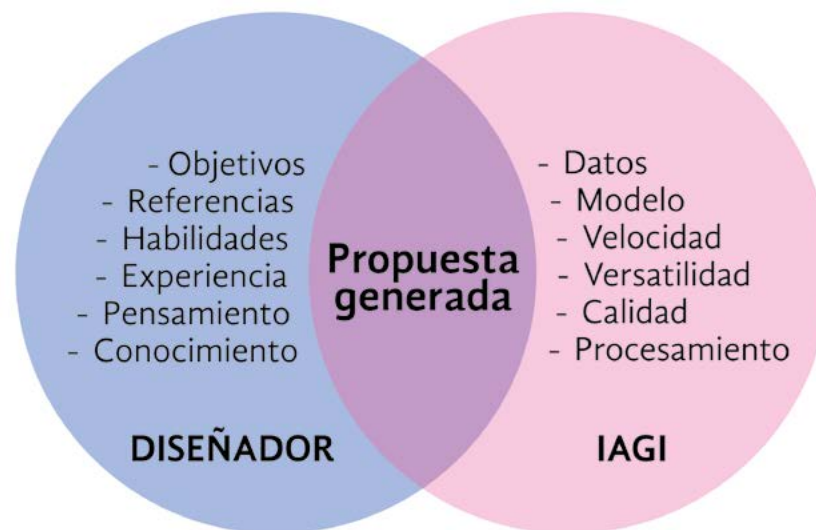 - Objetivos
- Referencias
- Habilidades
- Experiencia
- Pensamiento
- Conocimiento
DISEÑADOR
Propuesta
generada
- Datos
- Modelo
- Velocidad
- Versatilidad
- Calidad
- Procesamiento
IAGI